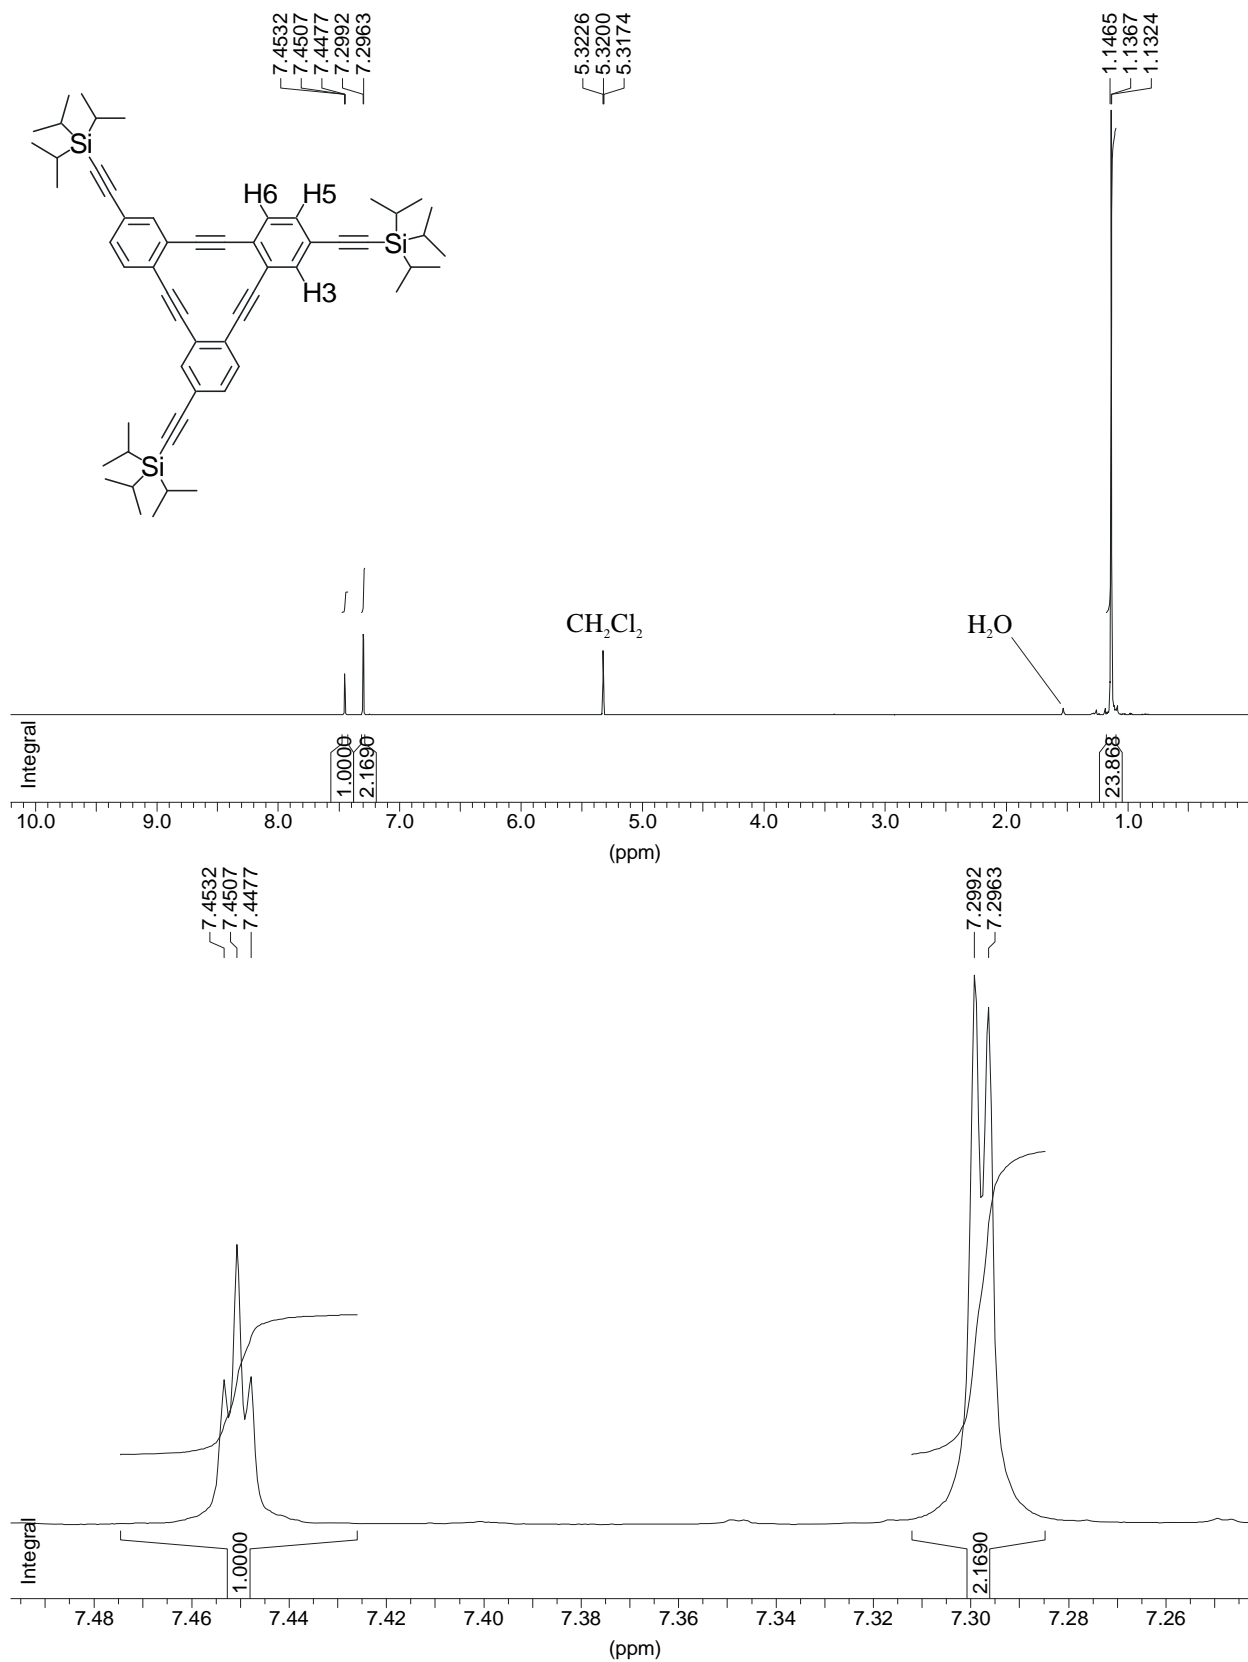 7.4532
7.4507
7.4477
7.2992
7.2963
5.3226
5.3200
5.3174
1.1465
1.1367
1.1324
Si
H6
H5
Si
H3
Si
CH2Cl2
H2O
Integral
1.0000
2.1690
23.868
10.0 9.0 8.0 7.0 6.0 5.0 4.0 3.0 2.0 1.0
(ppm)
7.4532
7.4507
7.4477
7.2992
7.2963
Integral
1.0000
2.1690
7.48 7.46 7.44 7.42 7.40 7.38 7.36 7.34 7.32 7.30 7.28 7.26
(ppm)